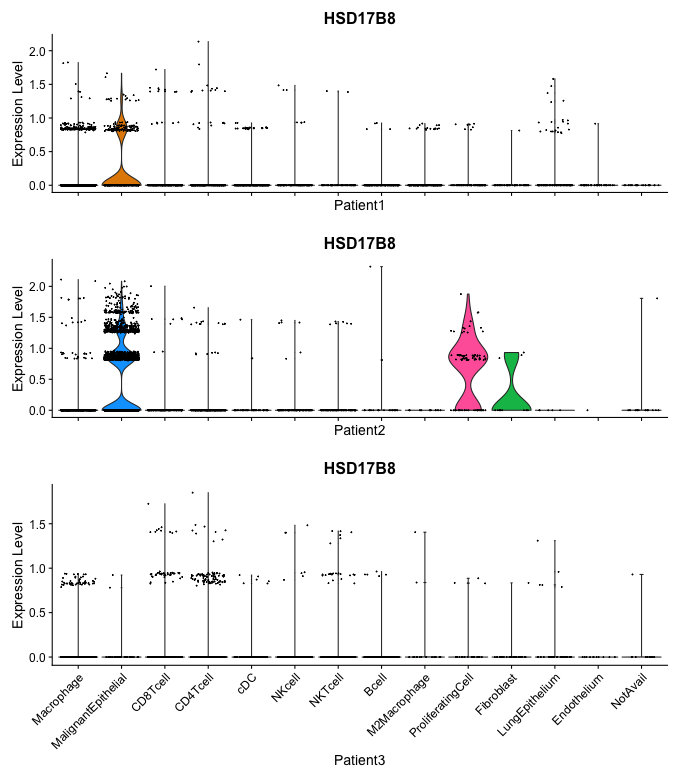 HSD17B8
Expression Level
2.0
1.5
1.0
0.5
0.0
Patient1
HSD17B8
Expression Level
2.0
1.5
1.0
0.5
0.0
Patient2
HSD17B8
Expression Level
1.5
1.0
0.5
0.0
Macrophage
MalignantEpithelial
CD8Tcell
CD4Tcell
cDC
NKcell
NKTcell
Bcell
M2Macrophage
ProliferatingCell
Fibroblast
LungEpithelium
Endothelium
NotAvail
Patient3